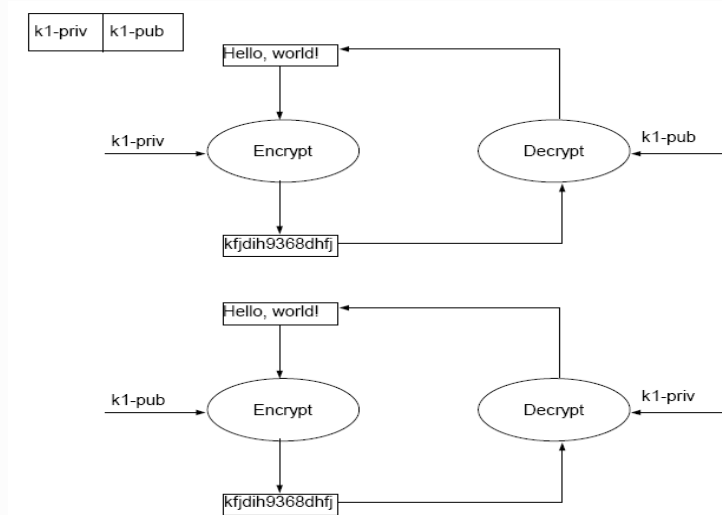 k1-priv k1-pub
Hello, world!
k1-priv
Encrypt
Decrypt
k1-pub
kfjdih9368dhfj
Hello, world!
k1-pub
Encrypt
Decrypt
k1-priv
kfjdih9368dhfj